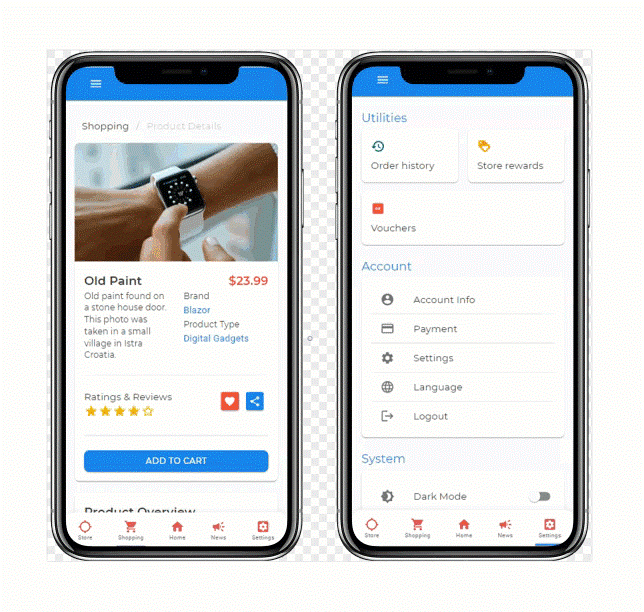 Shopping / Product Details
Old Paint
$23.99
Old paint found on
a stone house door.
This photo was
taken in a small
village in Istra
Croatia.
Brand
Blazor
Product Type
Digital Gadgets
Ratings & Reviews
ADD TO CART
Product Overview
Store
Shopping
Home
News
Settings
Utilities
Order history
Store rewards
Vouchers
Account
Account Info
Payment
Settings
Language
Logout
System
Dark Mode
Store
Shopping
Home
News
Settings